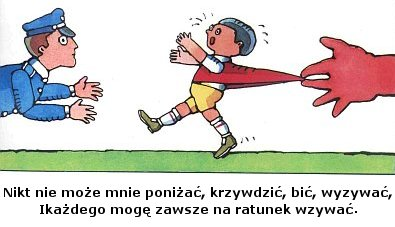 Nikt nie może mnie poniżać, krzywdzić, bić, wyzywać,
Ikażdego mogę zawsze na ratunek wzywać.